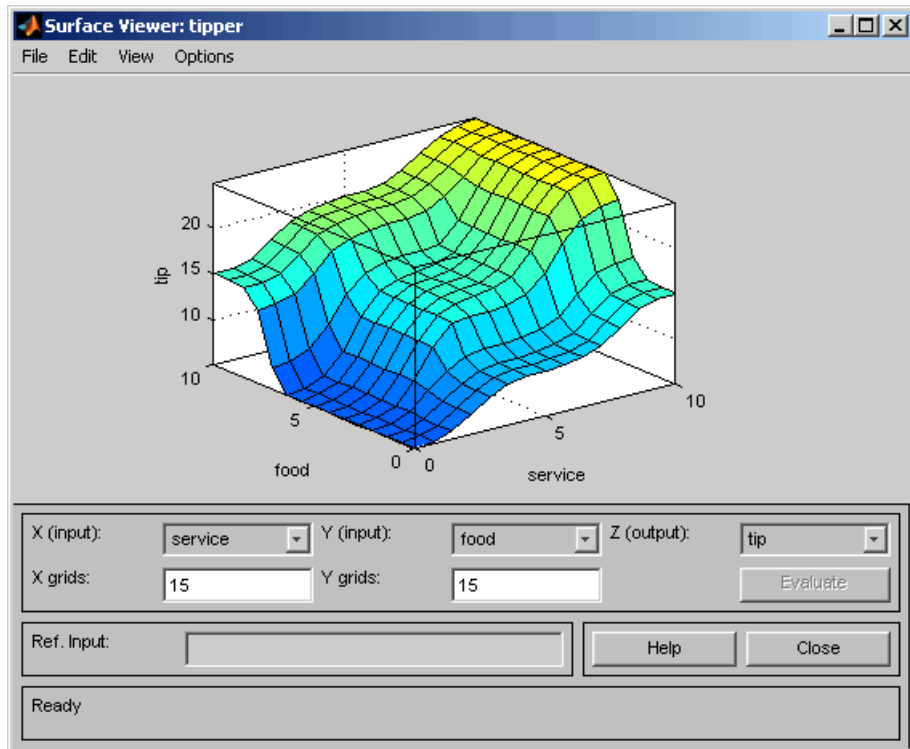 Surface Viewer: tipper
File Edit View Options
20
15
10
tip
10
5
0
food
0
5
10
service
X (input): service Y (input): food Z (output): tip
X grids: 15 Y grids: 15 Evaluate
Ref. Input: Help Close
Ready